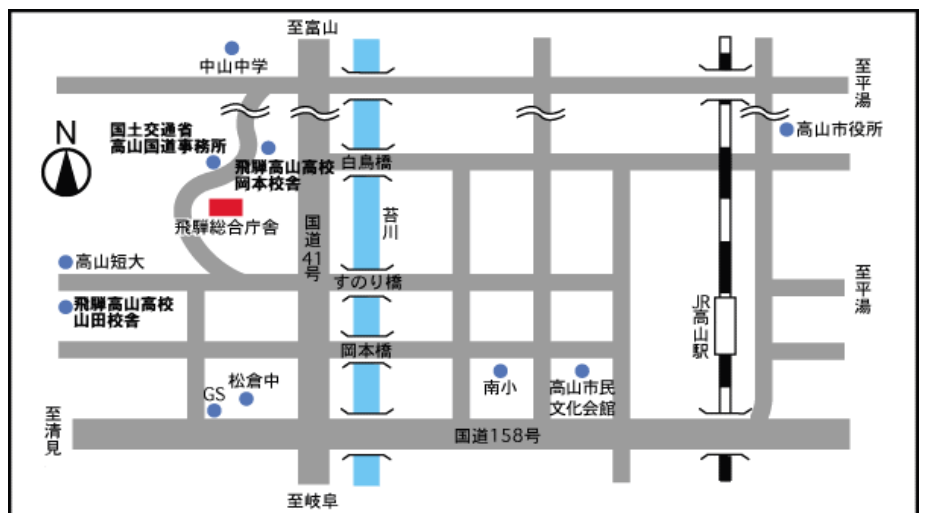 至富山
中山中学
至平湯
N
国土交通省
高山国道事務所
高山市役所
飛騨高山高校
岡本校舎
白鳥橋
飛騨総合庁舎
国道41号
苔川
高山短大
すのり橋
至平湯
飛騨高山高校
山田校舎
JR高山駅
岡本橋
松倉中
GS
南小
高山市民
文化会館
至清見
国道158号
至岐阜